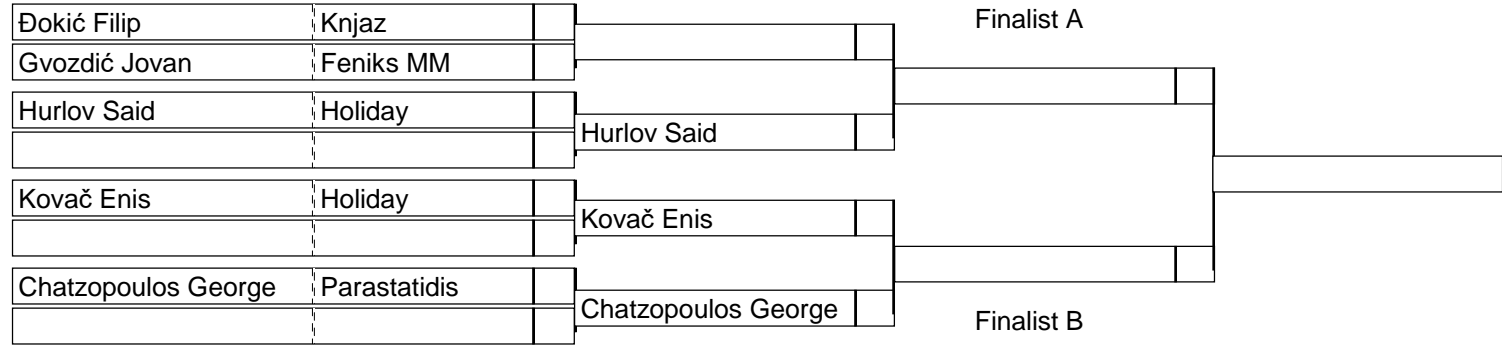 Đokić Filip Knjaz
Gvozdić Jovan Feniks MM
Hurlov Said Holiday
Kovač Enis Holiday
Chatzopoulos George Parastatidis
Hurlov Said
Kovač Enis
Chatzopoulos George
Finalist A
Finalist B